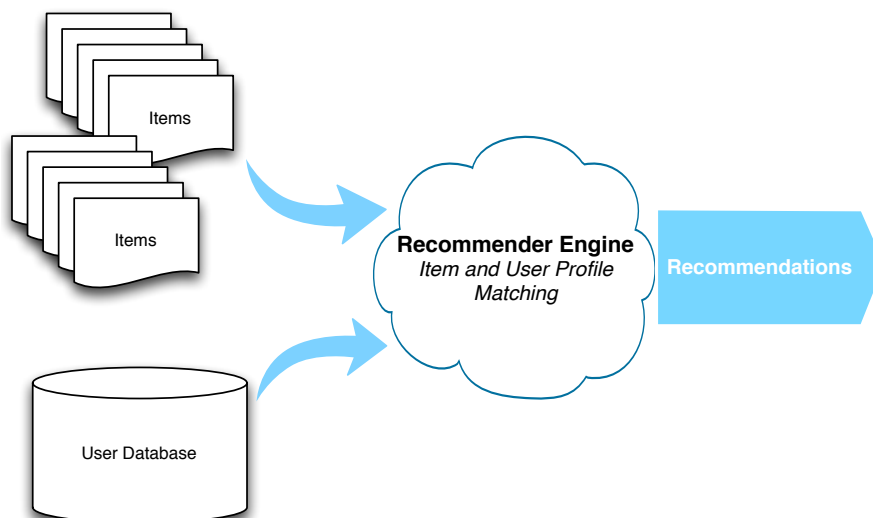 Items
Items
Recommender Engine
Item and User Profile
Matching
Recommendations
User Database